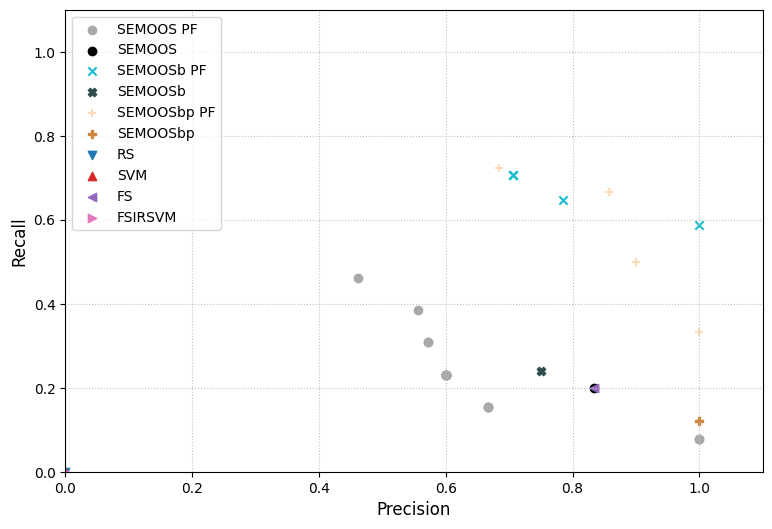 SEMOOS PF
SEMOOS
SEMOOSb PF
SEMOOSb
SEMOOSbp PF
SEMOOSbp
RS
SVM
FS
FSIRSVM
1.0
0.8
0.6
0.4
0.2
0.0
Recall
0.0 0.2 0.4 0.6 0.8 1.0
Precision